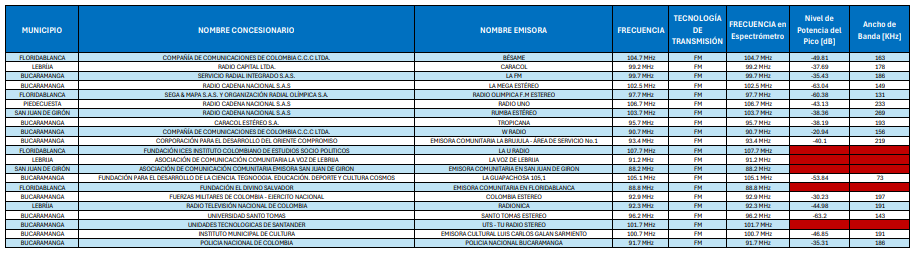 MUNICIPIO NOMBRE CONCESIONARIO NOMBRE EMISORA FRECUENCIA TECNOLOGÍA DE TRANSMISIÓN FRECUENCIA en Espectrómetro Nivel de Potencia del Pico [dB] Ancho de Banda [KHz]
FLORIDABLANCA COMPAÑÍA DE COMUNICACIONES DE COLOMBIA C.C.C LTDA. BÉSAME 104.7 MHz FM 104.7 MHz -49.81 163
LEBRÍJA RADIO CAPITAL LTDA. CARACOL 99.2 MHz FM 99.2 MHz -37.69 178
BUCARAMANGA SERVICIO RADIAL INTEGRADO S.A.S. LA FM 99.7 MHz FM 99.7 MHz -35.43 186
BUCARAMANGA RADIO CADENA NACIONAL S.A.S LA MEGA ESTÉREO 102.5 MHz FM 102.5 MHz -63.04 149
FLORIDABLANCA SEGA & MAPA S.A.S. Y ORGANIZACIÓN RADIAL OLÍMPICA S.A. RADIO OLIMPICA F.M ESTEREO 97.7 MHz FM 97.7 MHz -60.38 131
PIEDECUESTA RADIO CADENA NACIONAL S.A.S RADIO UNO 106.7 MHz FM 106.7 MHz -43.13 233
SAN JUAN DE GIRÓN RADIO CADENA NACIONAL S.A.S RUMBA ESTÉREO 103.7 MHz FM 103.7 MHz -38.36 269
BUCARAMANGA CARACOL ESTÉREO S.A. TROPICANA 95.7 MHz FM 95.7 MHz -38.19 193
BUCARAMANGA COMPAÑÍA DE COMUNICACIONES DE COLOMBIA C.C.C LTDA. W RADIO 90.7 MHz FM 90.7 MHz -20.94 156
BUCARAMANGA CORPORACIÓN PARA EL DESARROLLO DEL ORIENTE COMPROMISO EMISORA COMUNITARIA LA BRUJULA - ÁREA DE SERVICIO No.1 93.4 MHz FM 93.4 MHz -40.1 219
FLORIDABLANCA FUNDACIÓN ICES INSTITUTO COLOMBIANO DE ESTUDIOS SOCIO POLITICOS LA U RADIO 107.7 MHz FM 107.7 MHz
LEBRIJA ASOCIACIÓN DE COMUNICACIÓN COMUNITARIA LA VOZ DE LEBRIJA LA VOZ DE LEBRIJA 91.2 MHz FM 91.2 MHz
SAN JUAN DE GIRÓN ASOCIACIÓN DE COMUNICACIÓN COMUNITARIA EMISORA SAN JUAN DE GIRÓN EMISORA COMUNITARIA EN SAN JUAN DE GIRÓN 88.2 MHz FM 88.2 MHz
BUCARAMANGA FUNDACIÓN PARA EL DESARROLLO DE LA CIENCIA. TEGNOLOGIA. EDUCACIÓN. DEPORTE Y CULTURA COSMOS LA GUAPACHOSA 105.1 105.1 MHz FM 105.1 MHz -53.84 73
FLORIDABLANCA FUNDACIÓN EL DIVINO SALVADOR EMISORA COMUNITARIA EN FLORIDABLANCA 88.8 MHz FM 88.8 MHz
BUCARAMANGA FUERZAS MILITARES DE COLOMBIA - EJERCITO NACIONAL COLOMBIA ESTEREO 92.9 MHz FM 92.9 MHz -30.23 197
LEBRIJA RADIO TELEVISIÓN NACIONAL DE COLOMBIA RADIONICA 92.3 MHz FM 92.3 MHz -44.98 191
BUCARAMANGA UNIVERSIDAD SANTO TOMAS SANTO TOMAS ESTEREO 96.2 MHz FM 96.2 MHz -63.2 143
BUCARAMANGA UNIDADES TECNOLOGICAS DE SANTANDER UTS - TU RADIO STEREO 101.7 MHz FM 101.7 MHz
BUCARAMANGA INSTITUTO MUNICIPAL DE CULTURA EMISORA CULTURAL LUIS CARLOS GALAN SARMIENTO 100.7 MHz FM 100.7 MHz -46.85 191
BUCARAMANGA POLICIA NACIONAL DE COLOMBIA POLICIA NACIONAL BUCARAMANGA 91.7 MHz FM 91.7 MHz -35.31 186